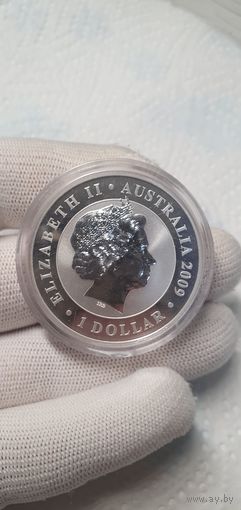 ELIZABETH II • AUSTRALIA 2009 •
1 DOLLAR •
www.ay.by